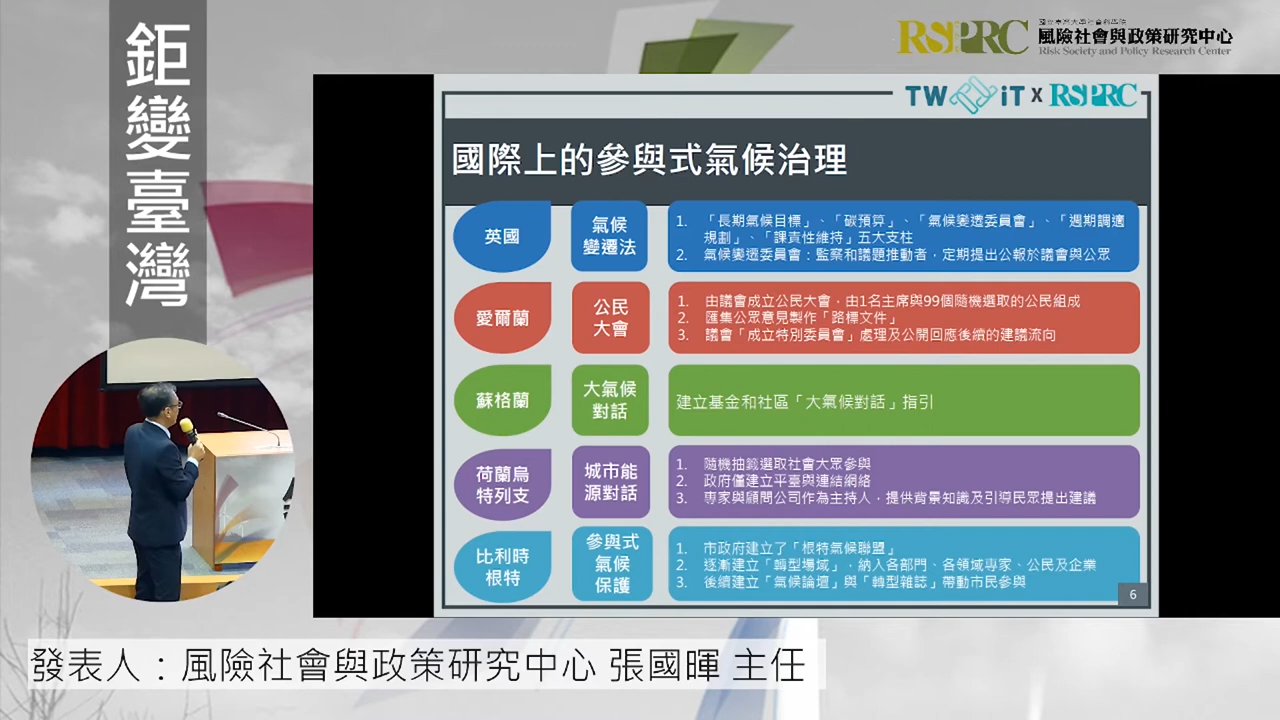 鉅變臺灣
RSPRC
國立臺灣大學社會科學院
風險社會與政策研究中心
Risk Society and Policy Research Center
TW iT X RSPRC
國際上的參與式氣候治理
英國
氣候
變遷法
1. 「長期氣候目標」、「碳預算」、「氣候變遷委員會」、「週期調適
規劃」、「課責性維持」五大支柱
2. 氣候變遷委員會：監察和議題推動者，定期提出公報於議會與公眾
愛爾蘭
公民
大會
1. 由議會成立公民大會，由1名主席與99個隨機選取的公民組成
2. 匯集公眾意見製作「路標文件」
3. 議會「成立特別委員會」處理及公開回應後續的建議流向
蘇格蘭
大氣候
對話
建立基金和社區「大氣候對話」指引
荷蘭烏
特列支
城市能
源對話
1. 隨機抽籤選取社會大眾參與
2. 政府僅建立平臺與連結網絡
3. 專家與顧問公司作為主持人，提供背景知識及引導民眾提出建議
比利時
根特
參與式
氣候
保護
1. 市政府建立了「根特氣候聯盟」
2. 逐漸建立「轉型場域」，納入各部門、各領域專家、公民及企業
3. 後續建立「氣候論壇」與「轉型雜誌」帶動市民參與
6
發表人：風險社會與政策研究中心 張國暉 主任